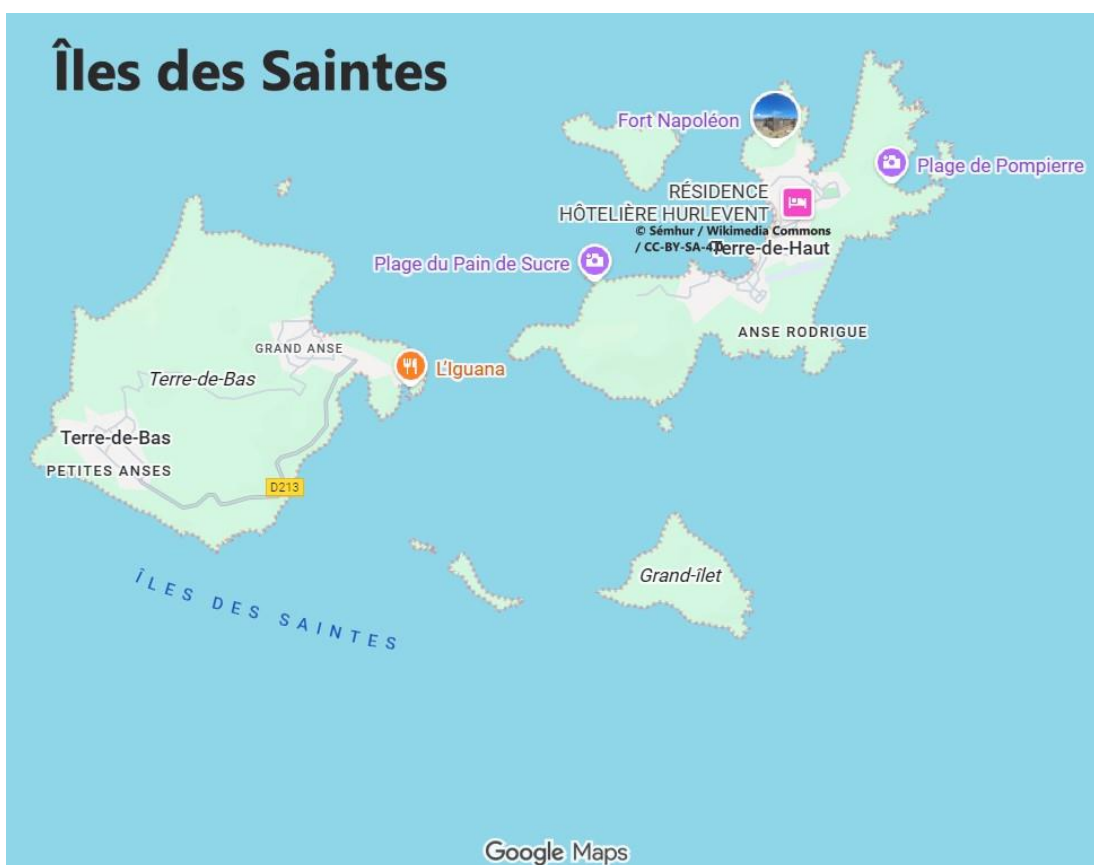 Îles des Saintes
Fort Napoléon
Plage de Pompierre
RÉSIDENCE
HÔTELIÈRE HURLEVENT
© Sémhur / Wikimedia Commons
/ CC-BY-SA-4.0
Terre-de-Haut
Plage du Pain de Sucre
ANSE RODRIGUE
GRAND ANSE
L'Iguana
Terre-de-Bas
Terre-de-Bas
PETITES ANSES
D213
Grand-îlet
ÎLES DES SAINTES
Google Maps